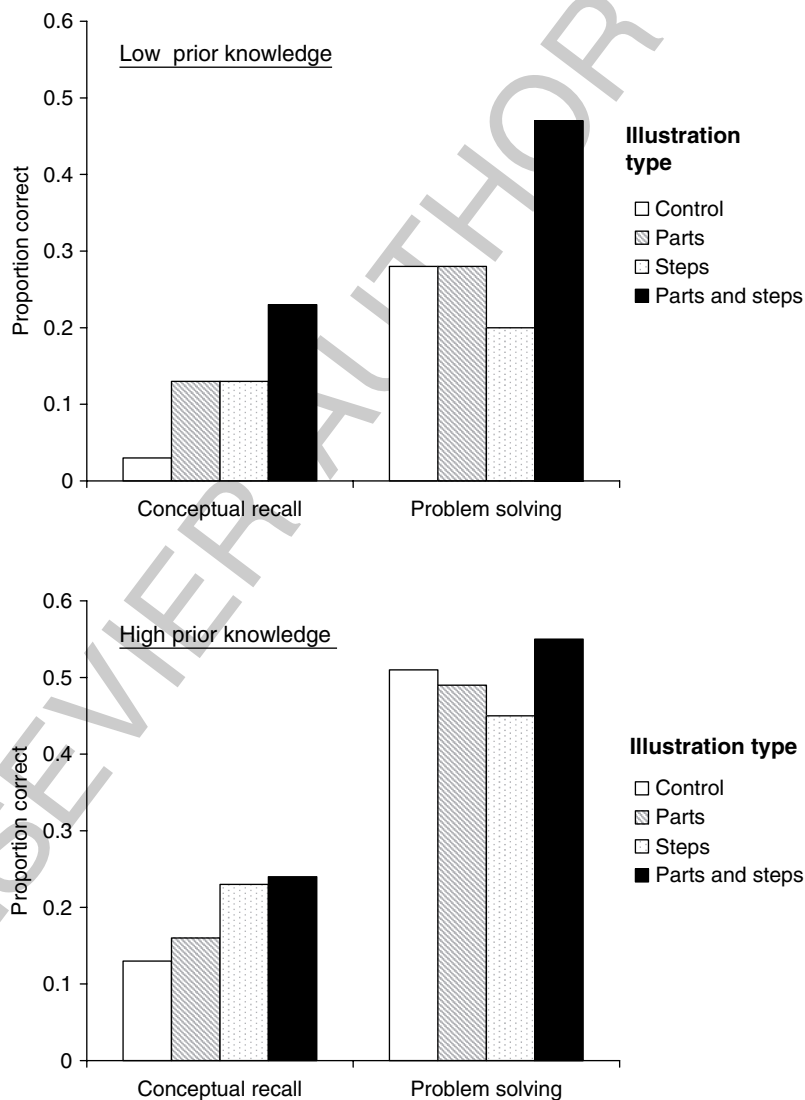 0.6
Low prior knowledge
0.5
0.4
0.3
0.2
0.1
0
Proportion correct
Conceptual recall
Problem solving
Illustration
type
Control
Parts
Steps
Parts and steps
0.6
High prior knowledge
0.5
0.4
0.3
0.2
0.1
0
Proportion correct
Conceptual recall
Problem solving
Illustration type
Control
Parts
Steps
Parts and steps
SEVIER AUTHOR